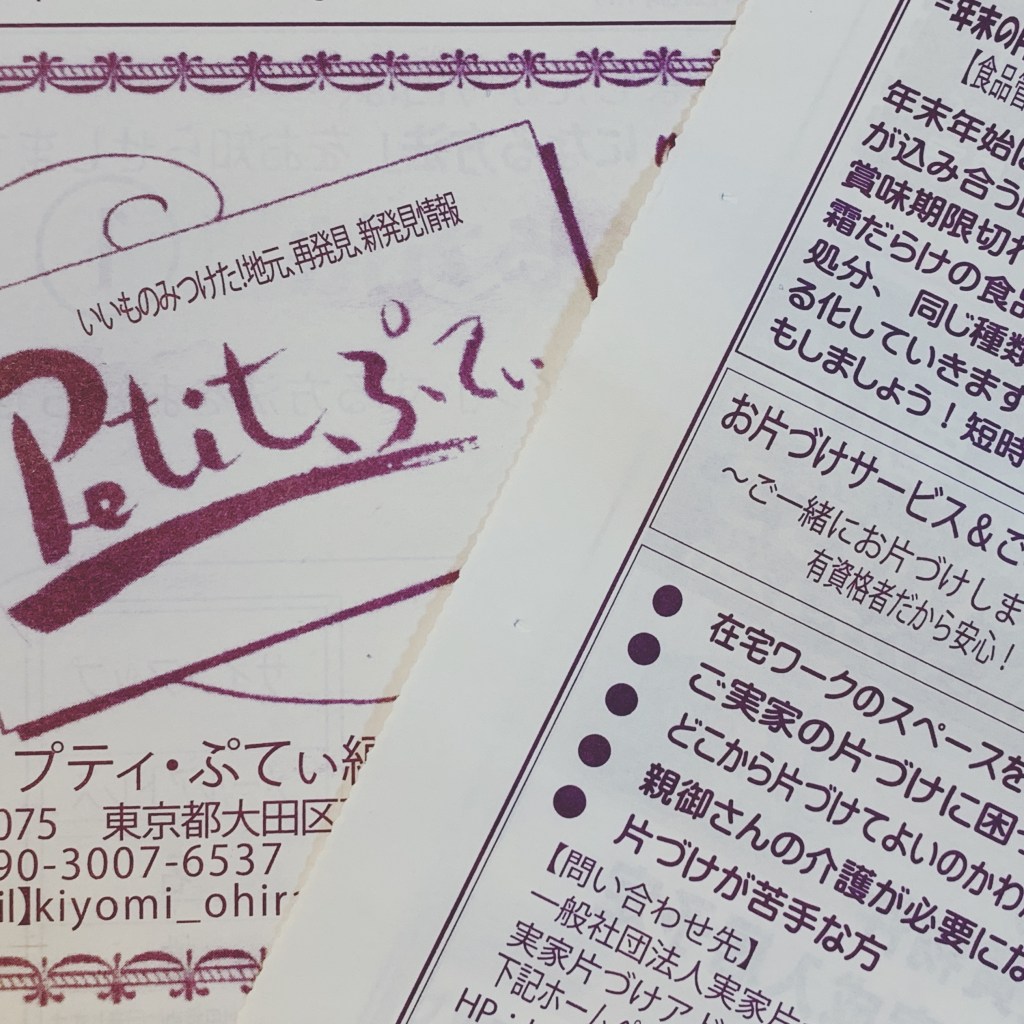 いいものみつけた!地元、再発見、新発見情報
Petit、ぷてぃ
プティ・ぷてぃ編
075 東京都大田区
90-3007-6537
il】kiyomi_ohira
=年末の
【食品管
年末年始は
が込み合う
賞味期限切れ
霜だらけの食品
処分、同じ種類
る化していきます
もしましょう！短時
お片づけサービス＆ご
～ご一緒にお片づけしま
有資格者だから安心！
● 在宅ワークのスペースを
● ご実家の片づけに困っ
● どこから片づけてよいのかわ
● 親御さんの介護が必要にな
● 片づけが苦手な方
【問い合わせ先】
一般社団法人実家片
実家片づけアド
下記ホームペ
HP：